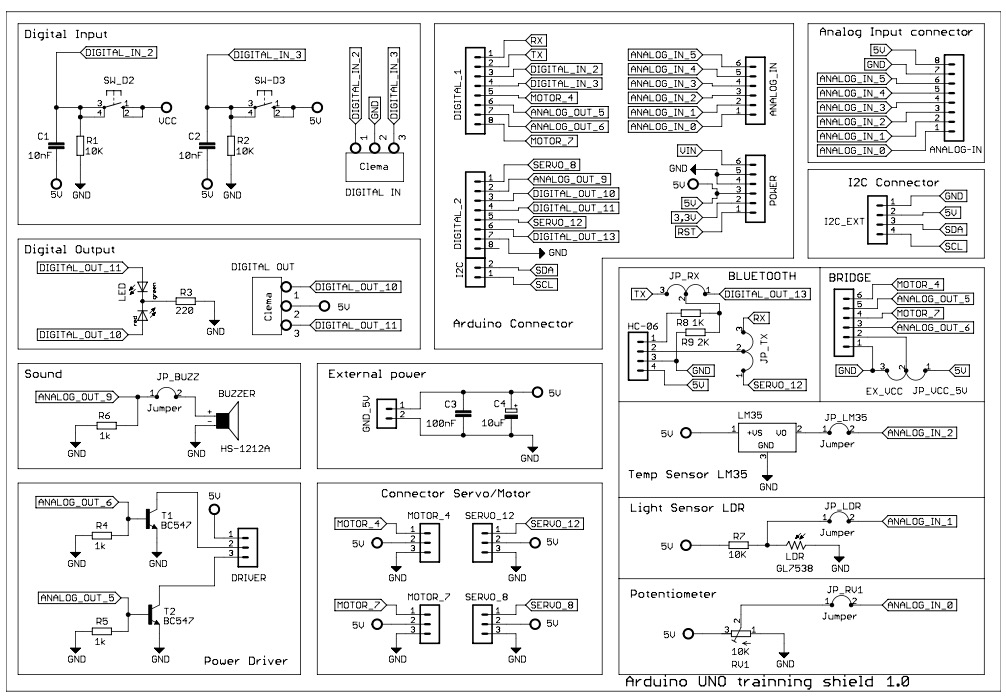 Digital Input
DIGITAL_IN_2
SW_D2
3 1
4 2
VCC
C1
10nF
R1
10K
5V
GND
DIGITAL_IN_3
SW-D3
3 1
4 2
5V
C2
10nF
R2
10K
5V
GND
DIGITAL_IN_2
GND
DIGITAL_IN_3
1
2
3
Clema
DIGITAL IN
Digital Output
DIGITAL_OUT_11
LED
green
R3
220
GND
DIGITAL_OUT_10
DIGITAL OUT
Clema
1
DIGITAL_OUT_10
2
5V
3
DIGITAL_OUT_11
DIGITAL_1
1
2
3
4
5
6
7
8
RX
TX
DIGITAL_IN_2
DIGITAL_IN_3
MOTOR_4
ANALOG_OUT_5
ANALOG_OUT_6
MOTOR_7
DIGITAL_2
1
2
3
4
5
6
7
8
SERVO_8
ANALOG_OUT_9
DIGITAL_OUT_10
DIGITAL_OUT_11
SERVO_12
DIGITAL_OUT_13
GND
I2C
2
1
SDA
SCL
Arduino Connector
ANALOG_IN_5
ANALOG_IN_4
ANALOG_IN_3
ANALOG_IN_2
ANALOG_IN_1
ANALOG_IN_0
6
5
4
3
2
1
ANALOG_IN
VIN
GND
5V
5V
3,3V
RST
6
5
4
3
2
1
POWER
Analog Input connector
5V
GND
ANALOG_IN_5
ANALOG_IN_4
ANALOG_IN_3
ANALOG_IN_2
ANALOG_IN_1
ANALOG_IN_0
8
7
6
5
4
3
2
1
ANALOG-IN
I2C Connector
I2C_EXT
1
2
3
4
GND
5V
SDA
SCL
BLUETOOTH
JP_RX
TX
1 2 3
DIGITAL_OUT_13
R8 1K
R9 2K
HC-06
1
2
3
4
RX
3
2
1
JP_TX
GND
5V
SERVO_12
BRIDGE
6
5
4
3
2
1
MOTOR_4
ANALOG_OUT_5
MOTOR_7
ANALOG_OUT_6
GND
3 2 1
5V
EX_VCC
JP_VCC_5V
Sound
ANALOG_OUT_9
JP_BUZZ
1 2
Jumper
R6
1k
GND
BUZZER
+
-
GND
HS-1212A
External power
GND_5V
1
2
C3
100nF
C4
+
10uF
5V
GND
ANALOG_OUT_6
T1
BC547
R4
1k
GND
GND
5V
1
2
3
DRIVER
ANALOG_OUT_5
T2
BC547
R5
1k
GND
GND
Power Driver
Connector Servo/Motor
MOTOR_4
MOTOR_4
1
2
3
5V
GND
SERVO_12
1
2
3
SERVO_12
5V
GND
MOTOR_7
MOTOR_7
1
2
3
5V
GND
SERVO_8
1
2
3
SERVO_8
5V
GND
LM35
5V
1
+VS VO
GND
2
3
GND
JP_LM35
1 2
Jumper
ANALOG_IN_2
Temp Sensor LM35
Light Sensor LDR
JP_LDR
1 2
Jumper
ANALOG_IN_1
5V
R7
10K
LDR
GL7538
GND
Potentiometer
JP_RV1
1 2
Jumper
ANALOG_IN_0
5V
3
2
1
10K
RV1
GND
Arduino UNO trainning shield 1.0